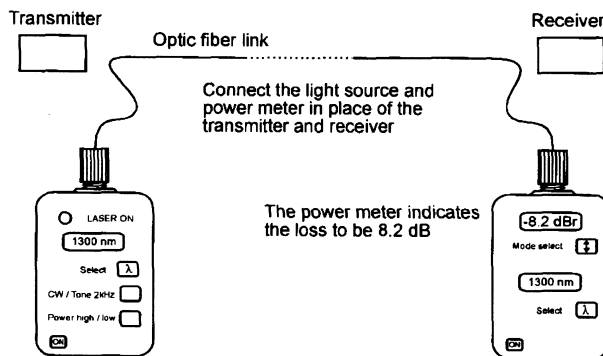 Transmitter
Receiver
Optic fiber link
Connect the light source and
power meter in place of the
transmitter and receiver
LASER ON
1300 nm
Select λ
CW / Tone 2kHz
Power high / low
ON
The power meter indicates
the loss to be 8.2 dB
-8.2 dBr
Mode select
1300 nm
Select λ
ON